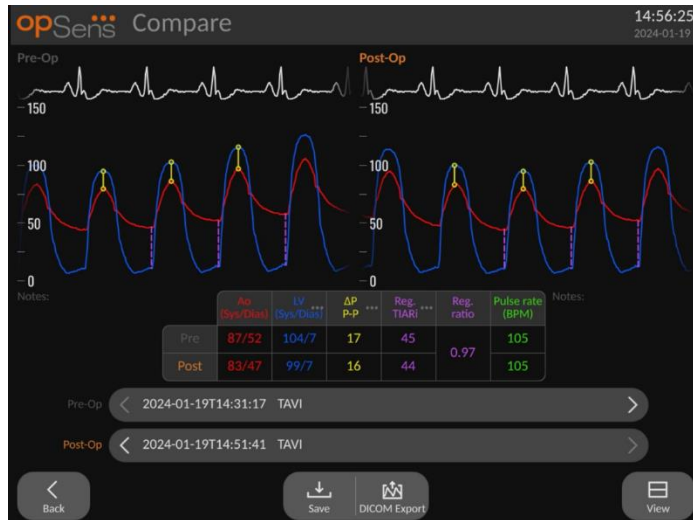 opSens Compare 14:56:25
2024-01-19
Pre-Op Post-Op
150 150
100 100
50 50
0 0
Notes: Notes:
Ao (Sys/Dias) LV (Sys/Dias) ... ΔP P-P ... Reg. TIARi ... Reg. ratio Pulse rate (BPM)
Pre 87/52 104/7 17 45 0.97 105
Post 83/47 99/7 16 44 105
Pre-Op 2024-01-19T14:31:17 TAVI
Post-Op 2024-01-19T14:51:41 TAVI
Back Save DICOM Export View